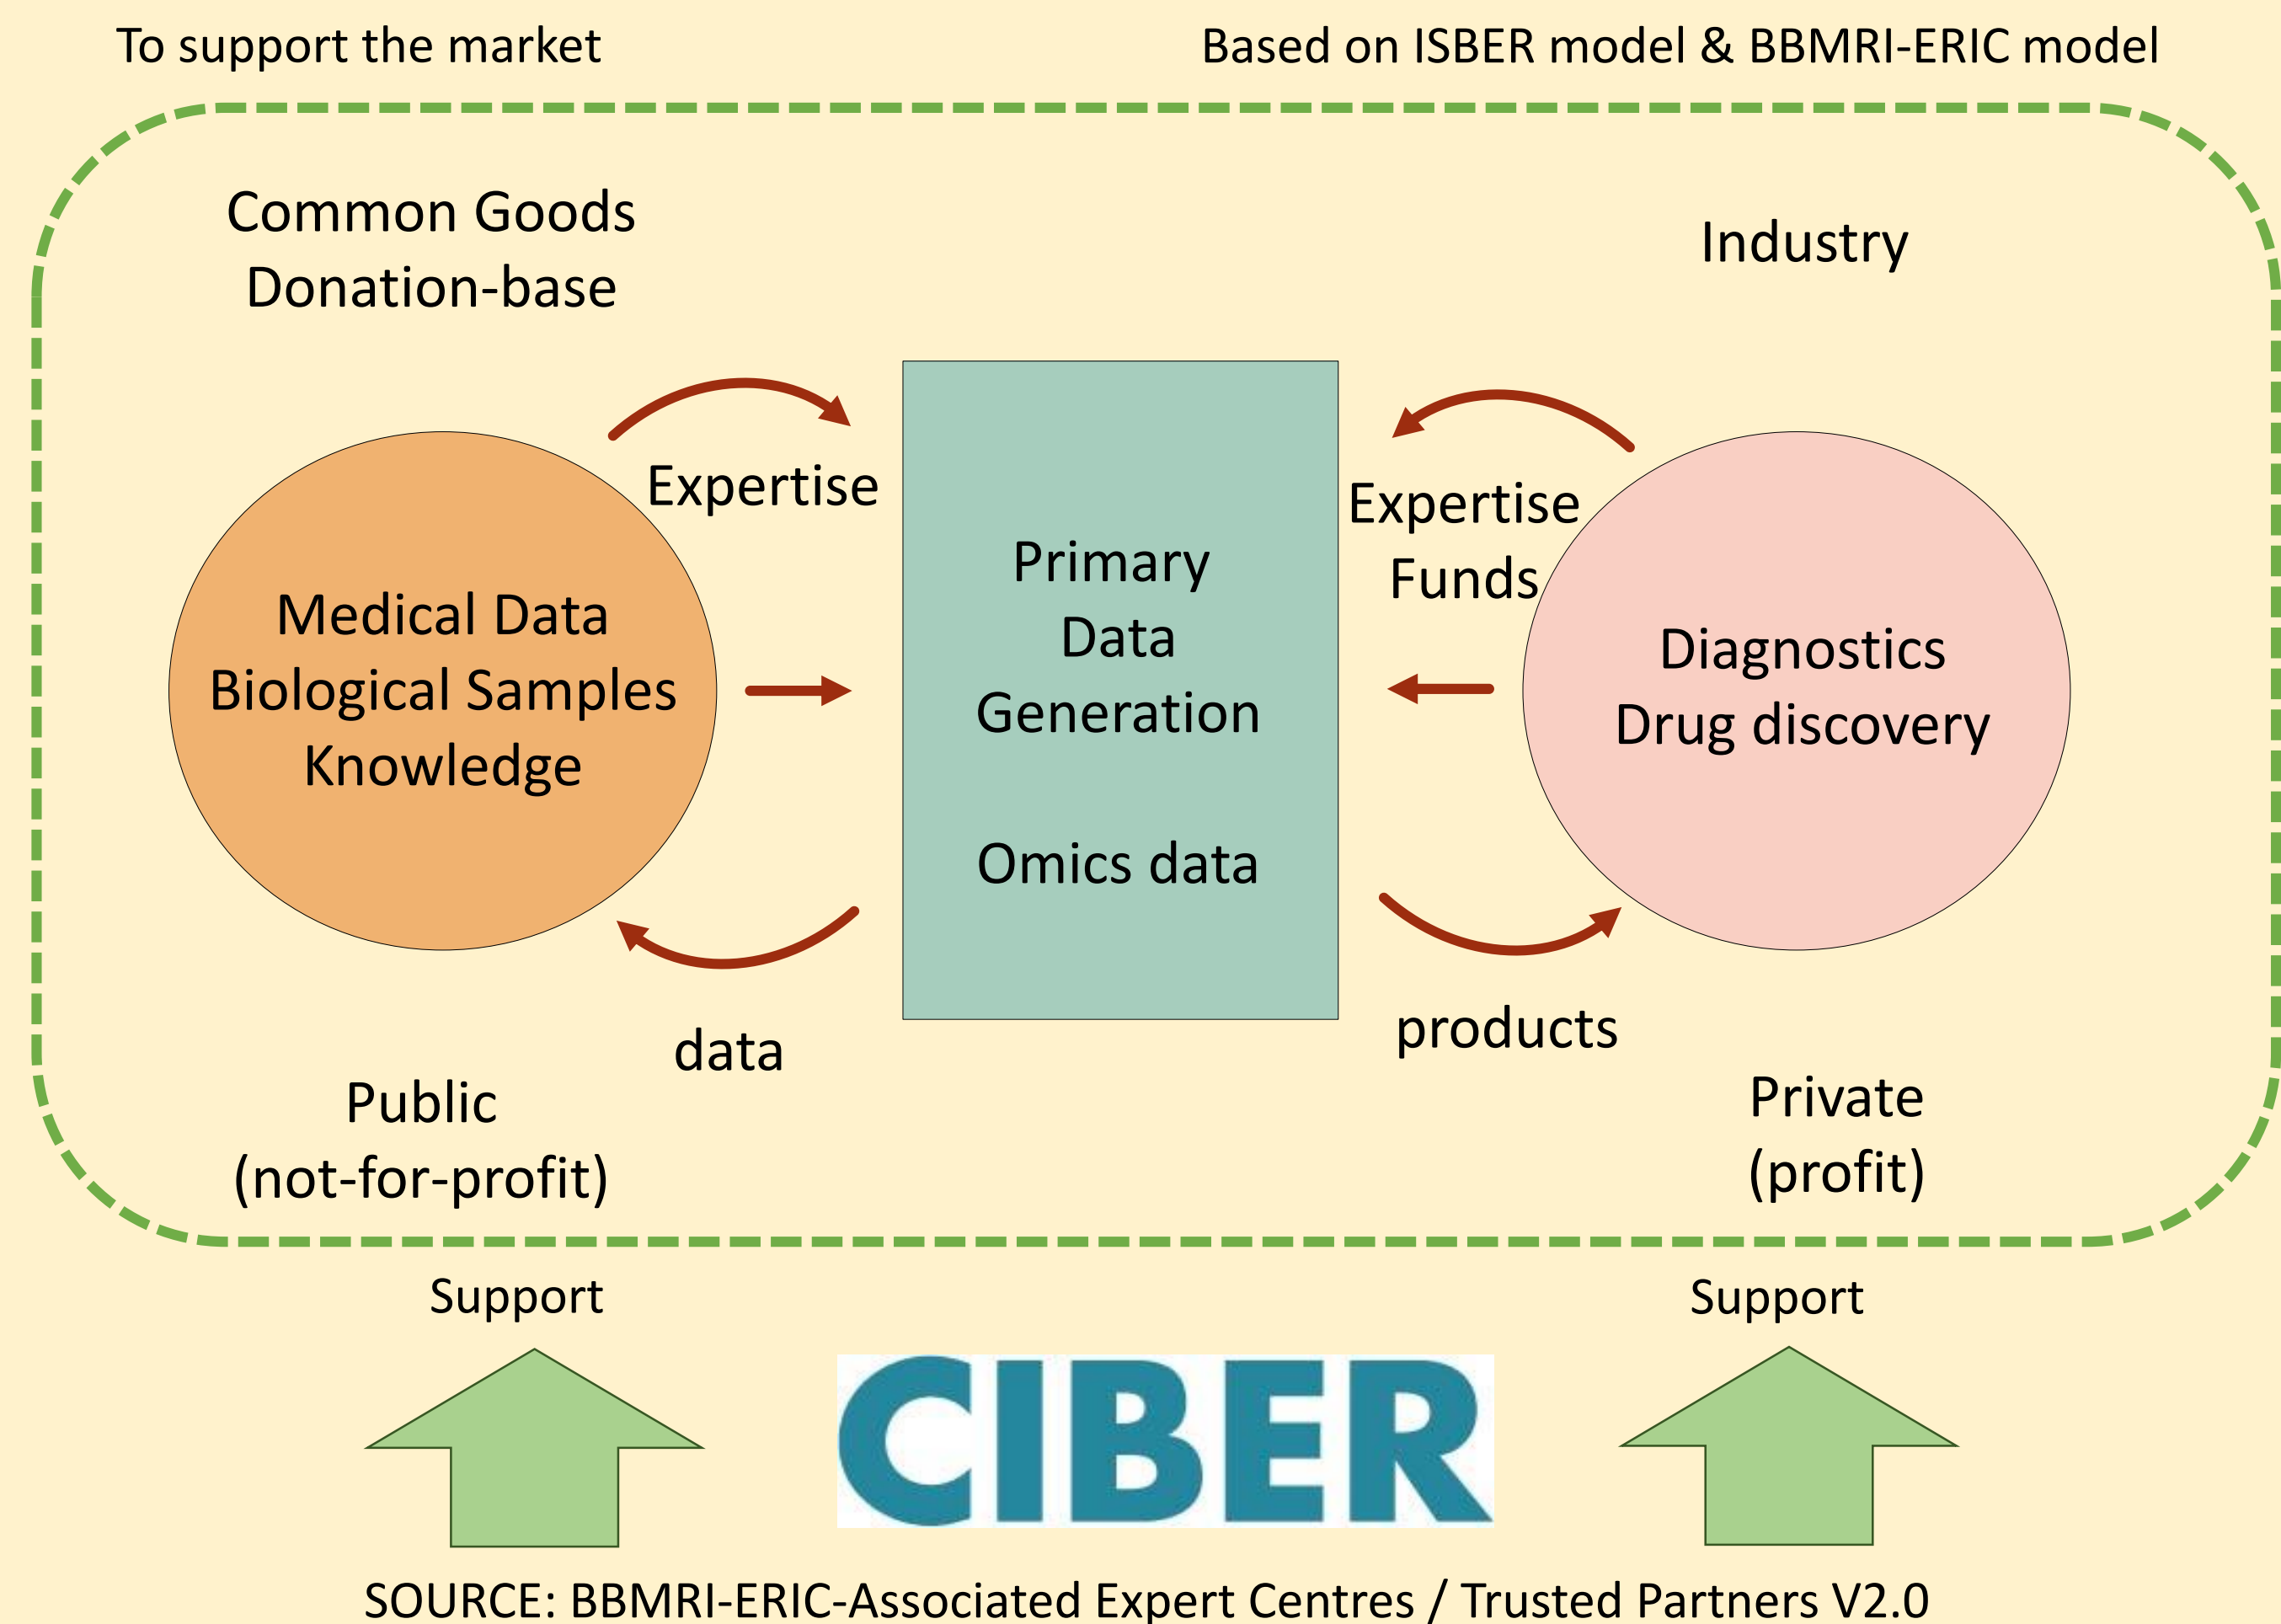 To support the market
Based on ISBER model & BBMRI-ERIC model
Common Goods
Donation-base
Industry
Expertise
Expertise
Funds
Medical Data
Biological Samples
Knowledge
Primary
Data
Generation
Omics data
Diagnostics
Drug discovery
data
products
Public
(not-for-profit)
Private
(profit)
Support
Support
CIBER
SOURCE: BBMRI-ERIC-Associated Expert Centres / Trusted Partners V2.0